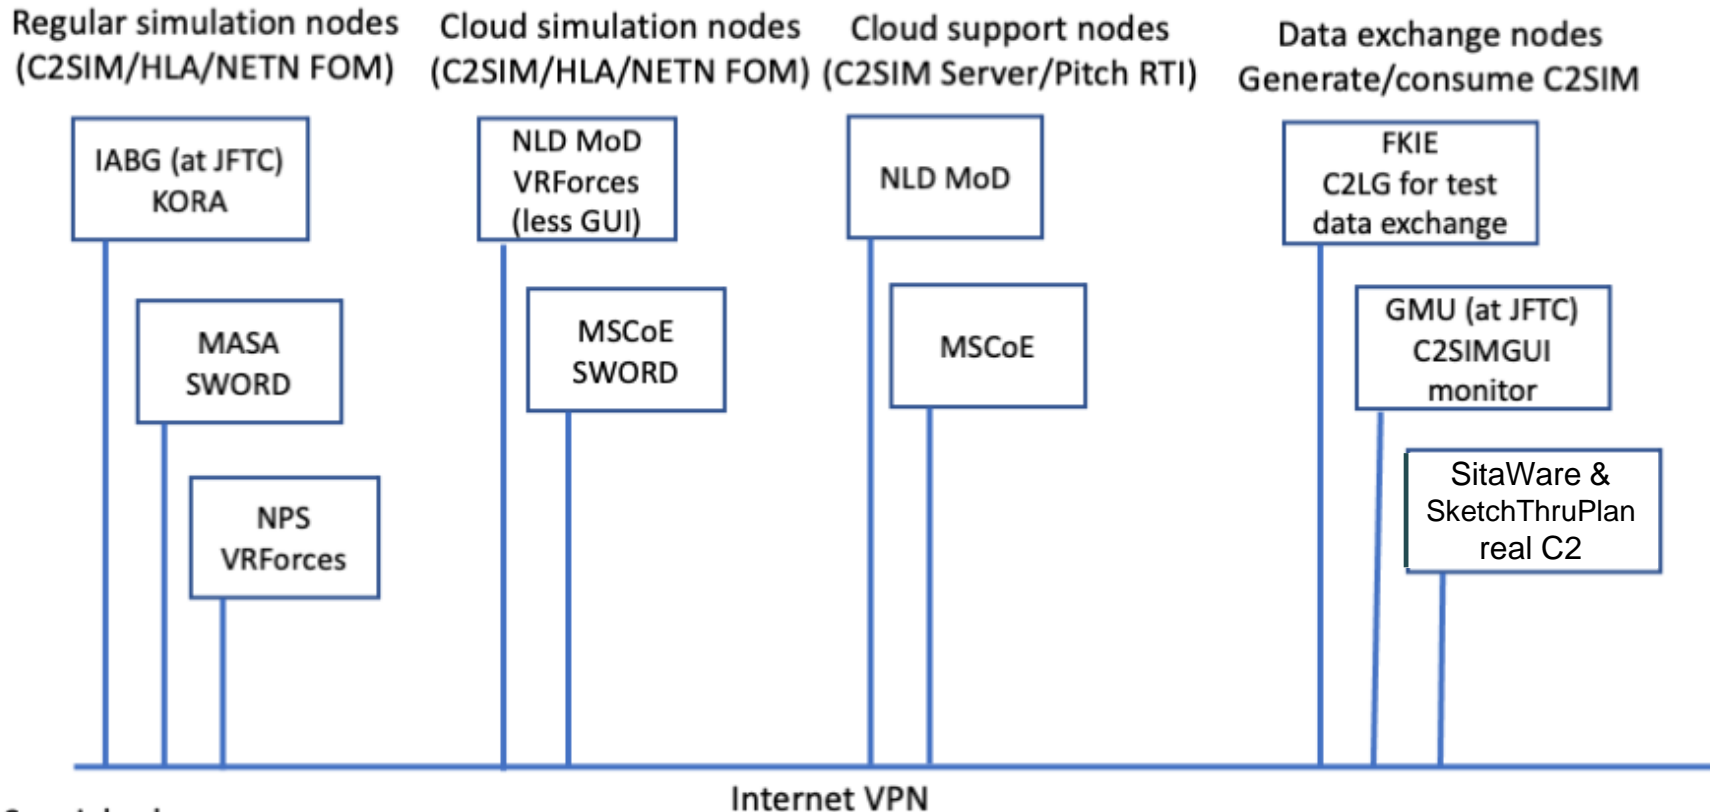 Regular simulation nodes
(C2SIM/HLA/NETN FOM)
Cloud simulation nodes
(C2SIM/HLA/NETN FOM)
Cloud support nodes
(C2SIM Server/Pitch RTI)
Data exchange nodes
Generate/consume C2SIM
IABG (at JFTC)
KORA
MASA
SWORD
NPS
VRForces
NLD MoD
VRForces
(less GUI)
MSCoE
SWORD
NLD MoD
MSCoE
FKIE
C2LG for test
data exchange
GMU (at JFTC)
C2SIMGUI
monitor
SitaWare &
SketchThruPlan
real C2
Internet VPN